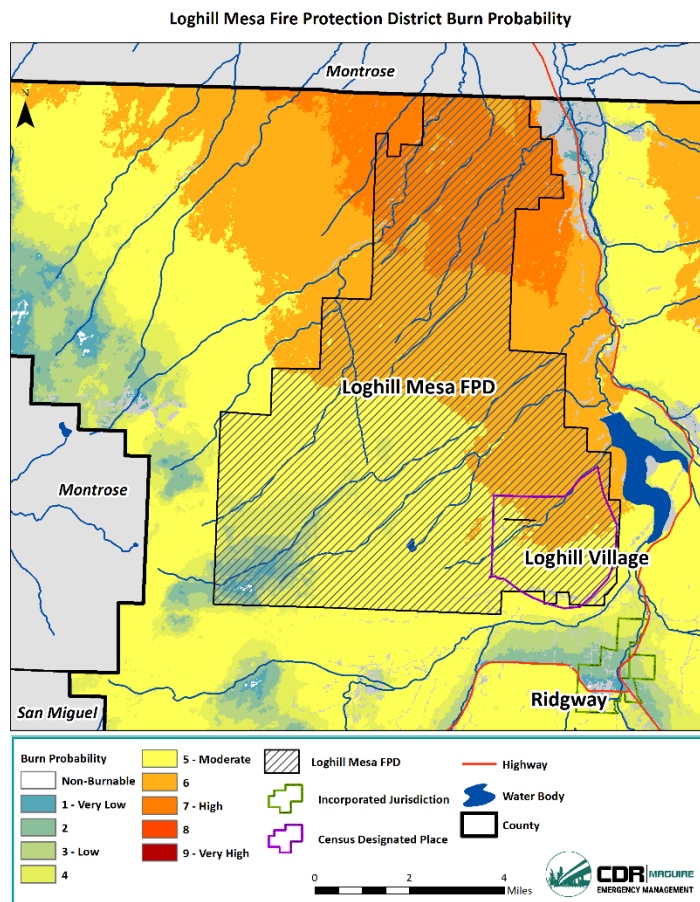 Loghill Mesa Fire Protection District Burn Probability
Montrose
N
Loghill Mesa FPD
Montrose
Loghill Village
Ridgway
San Miguel
Burn Probability
Non-Burnable
1 - Very Low
2
3 - Low
4
5 - Moderate
6
7 - High
8
9 - Very High
Loghill Mesa FPD
Incorporated Jurisdiction
Census Designated Place
Highway
Water Body
County
0 2 4
Miles
CDR MAGUIRE
EMERGENCY MANAGEMENT